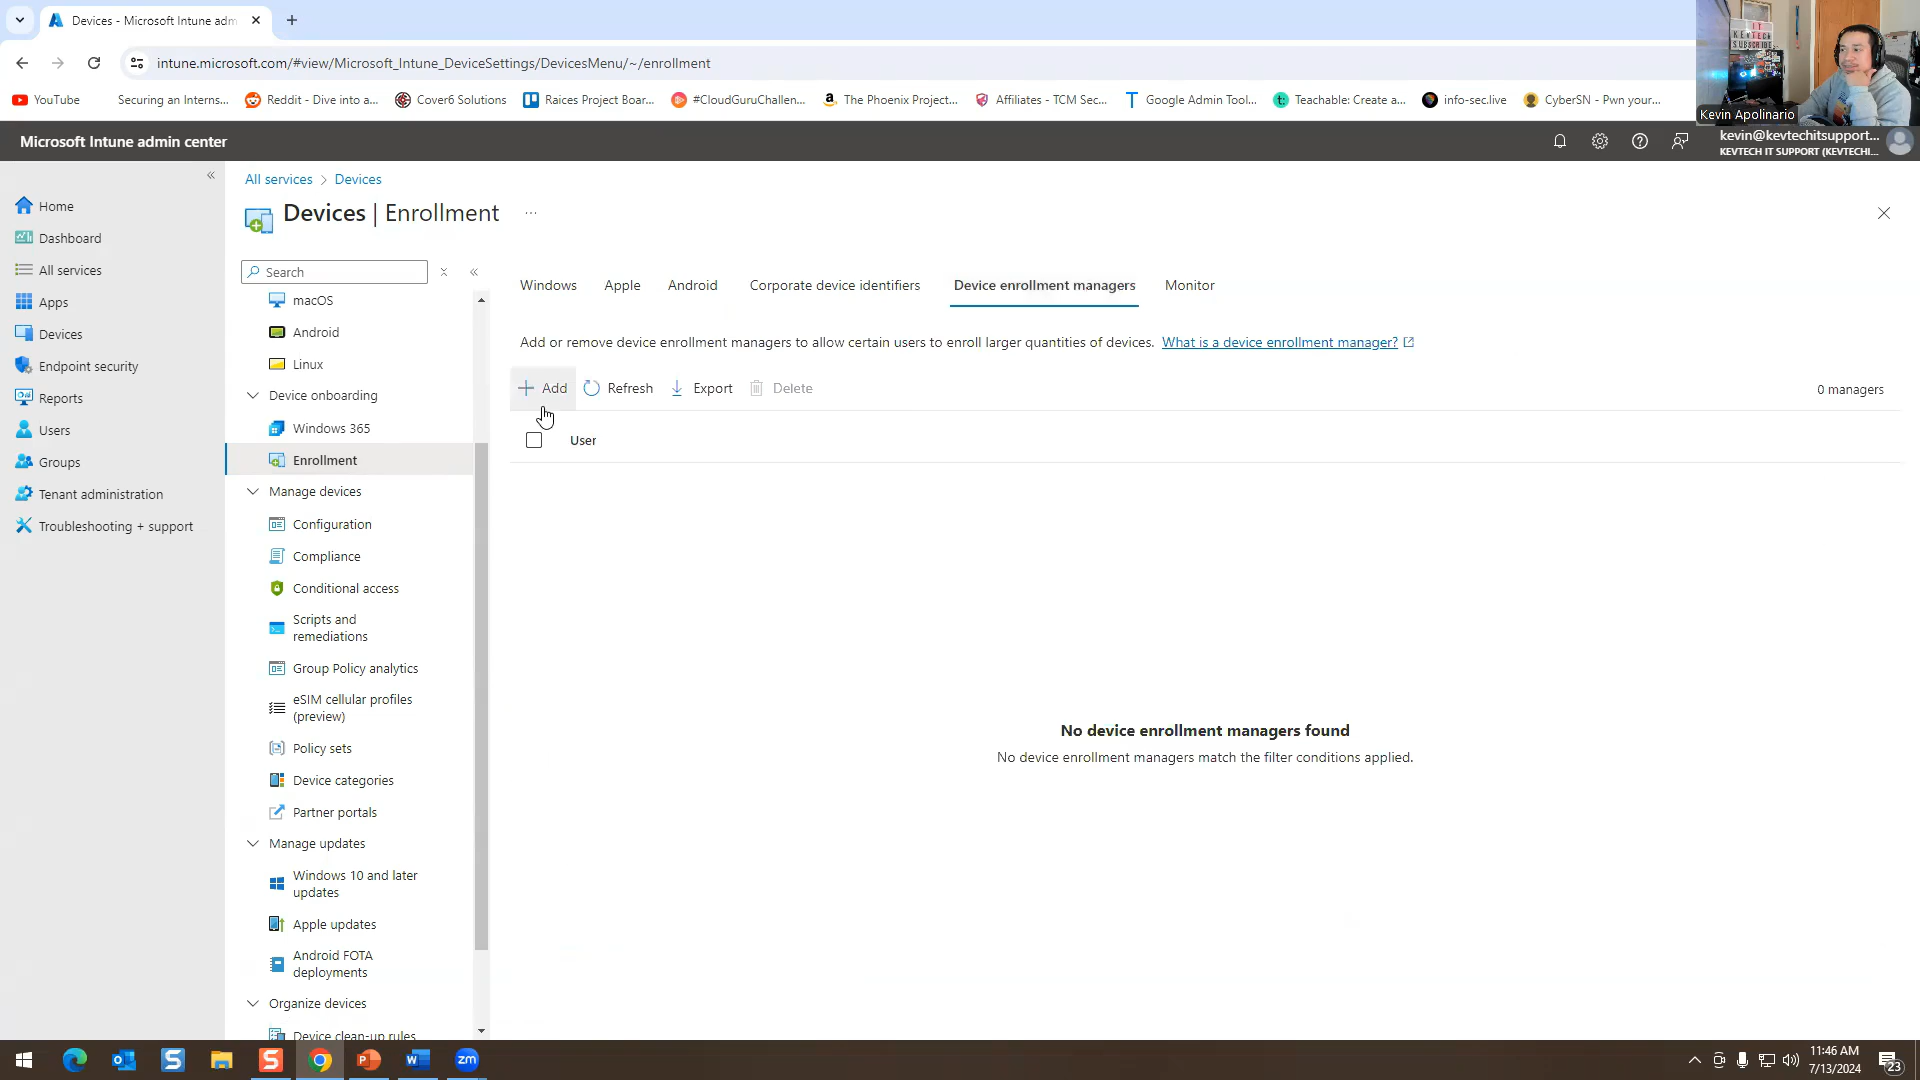 Devices - Microsoft Intune adm
intune.microsoft.com/#view/Microsoft_Intune_DeviceSettings/DevicesMenu/~/enrollment
YouTube
Securing an Interns...
Reddit - Dive into a...
Cover6 Solutions
Raices Project Boar...
#CloudGuruChallen...
The Phoenix Project...
Affiliates - TCM Sec...
Google Admin Tool...
Teachable: Create a...
info-sec.live
CyberSN - Pwn your...
IT
KEVTECH
SUBSCRIBE
Kevin Apolinario
Microsoft Intune admin center
kevin@kevtechitsupport...
KEVTECH IT SUPPORT (KEVTECHI...
Home
Dashboard
All services
Apps
Devices
Endpoint security
Reports
Users
Groups
Tenant administration
Troubleshooting + support
All services > Devices
Devices | Enrollment ...
Search
macOS
Android
Linux
Device onboarding
Windows 365
Enrollment
Manage devices
Configuration
Compliance
Conditional access
Scripts and
remediations
Group Policy analytics
eSIM cellular profiles
(preview)
Policy sets
Device categories
Partner portals
Manage updates
Windows 10 and later
updates
Apple updates
Android FOTA
deployments
Organize devices
Device clean-up rules
Windows
Apple
Android
Corporate device identifiers
Device enrollment managers
Monitor
Add or remove device enrollment managers to allow certain users to enroll larger quantities of devices. What is a device enrollment manager?
Add
Refresh
Export
Delete
0 managers
User
No device enrollment managers found
No device enrollment managers match the filter conditions applied.
zm
11:46 AM
7/13/2024
23